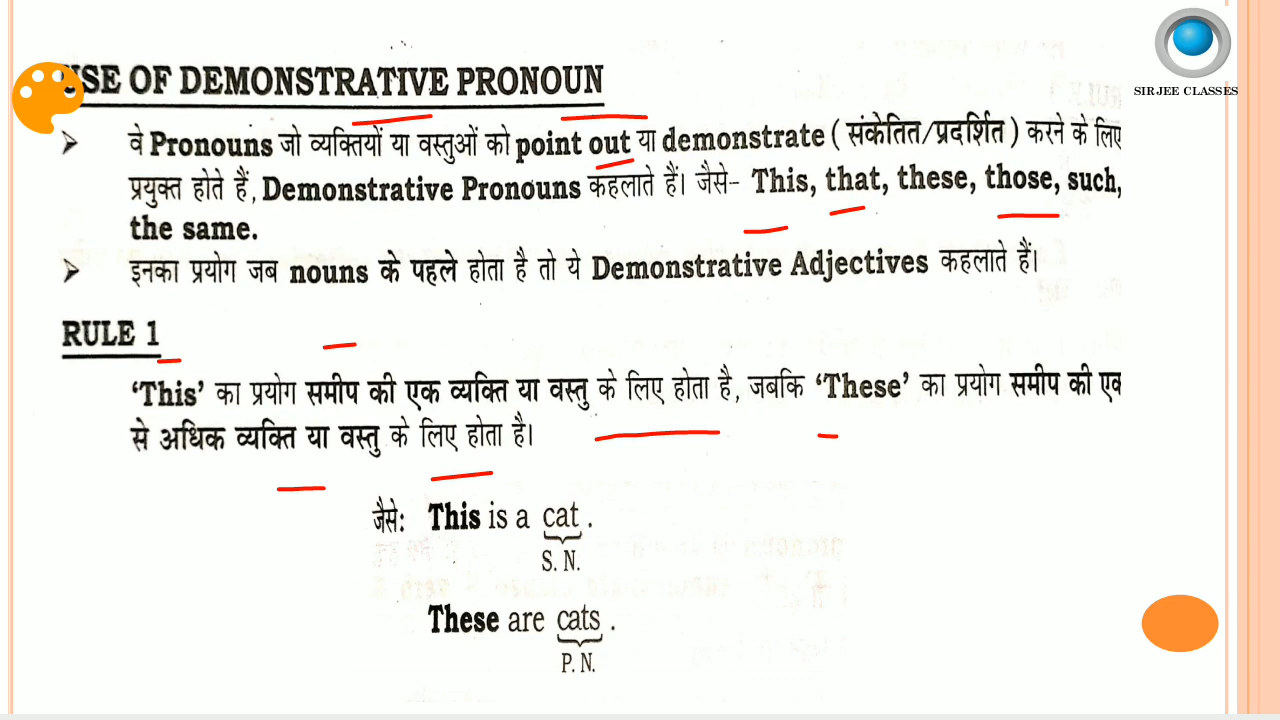 USE OF DEMONSTRATIVE PRONOUN
SIRJEE CLASSES
➢ वे Pronouns जो व्यक्तियों या वस्तुओं को point out या demonstrate ( संकेतित/प्रदर्शित ) करने के लिए
प्रयुक्त होते हैं, Demonstrative Pronouns कहलाते हैं। जैसे- This, that, these, those, such,
the same.
➢ इनका प्रयोग जब nouns के पहले होता है तो ये Demonstrative Adjectives कहलाते हैं।
RULE 1
‘This’ का प्रयोग समीप की एक व्यक्ति या वस्तु के लिए होता है, जबकि ‘These’ का प्रयोग समीप की एक
से अधिक व्यक्ति या वस्तु के लिए होता है।
जैसे: This is a cat .
S. N.
These are cats .
P. N.